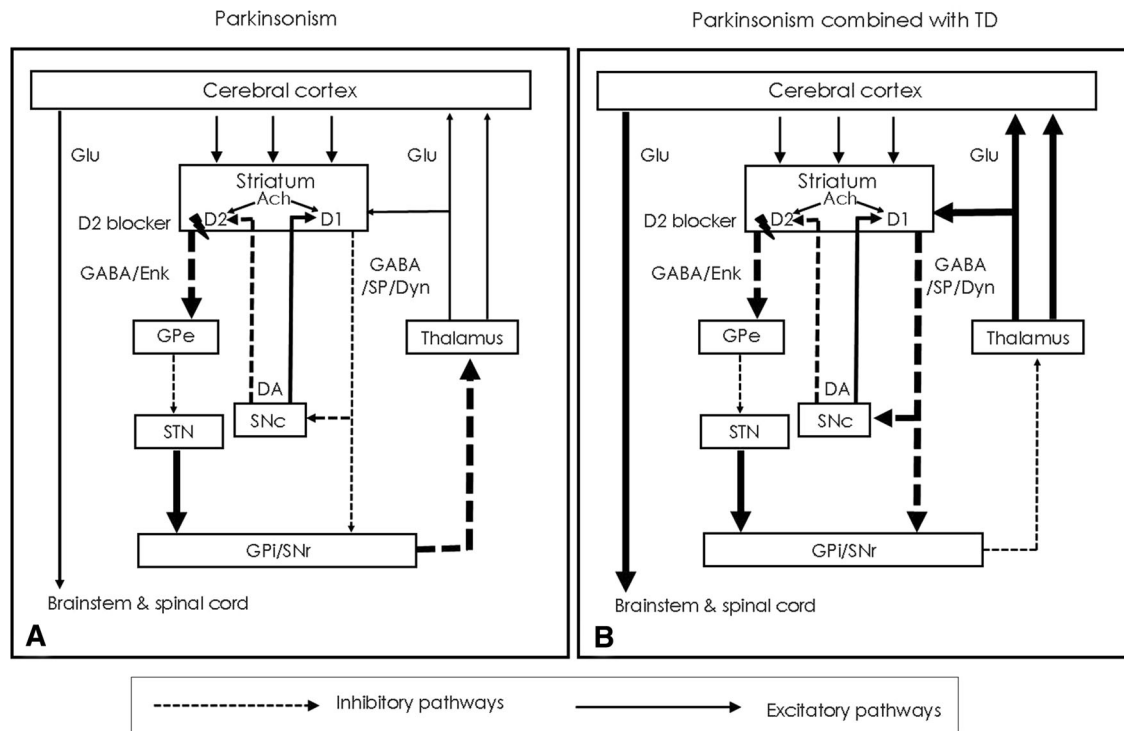 Parkinsonism
Parkinsonism combined with TD
Cerebral cortex
Glu
Glu
Striatum
Ach
D2 blocker
D2
D1
GABA/Enk
GABA
/SP/Dyn
GPe
Thalamus
DA
STN
SNc
GPi/SNr
Brainstem & spinal cord
A
Cerebral cortex
Glu
Glu
Striatum
Ach
D2 blocker
D2
D1
GABA/Enk
GABA
/SP/Dyn
GPe
Thalamus
DA
STN
SNc
GPi/SNr
Brainstem & spinal cord
B
Inhibitory pathways
Excitatory pathways